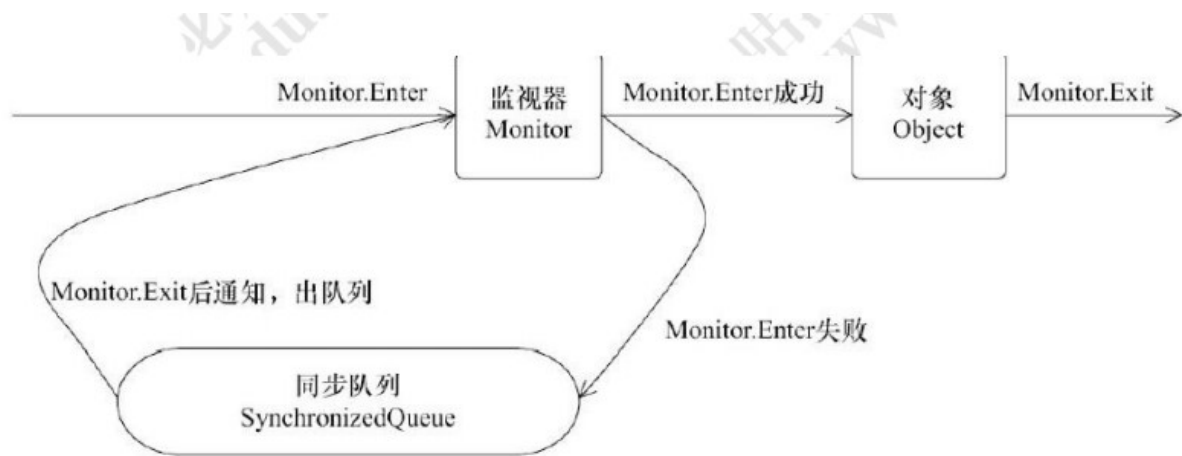 Monitor.Enter
监视器
Monitor
Monitor.Enter成功
对象
Object
Monitor.Exit
Monitor.Exit后通知，出队列
Monitor.Enter失败
同步队列
SynchronizedQueue